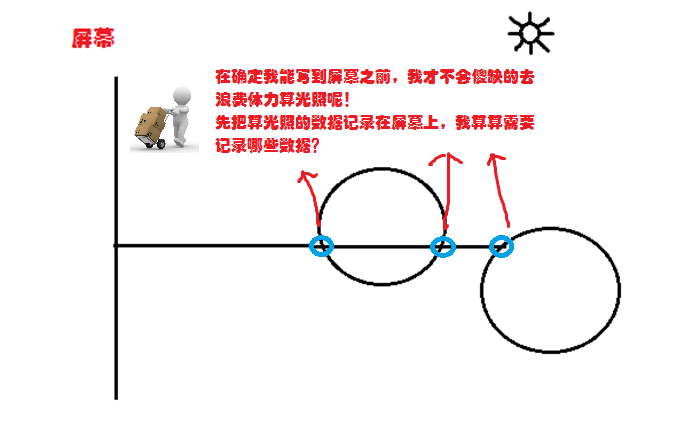 屏幕
在确定我能写到屏幕之前，我才不会傻缺的去
浪费体力算光照呢！
先把算光照的数据记录在屏幕上，我算算需要
记录哪些数据？